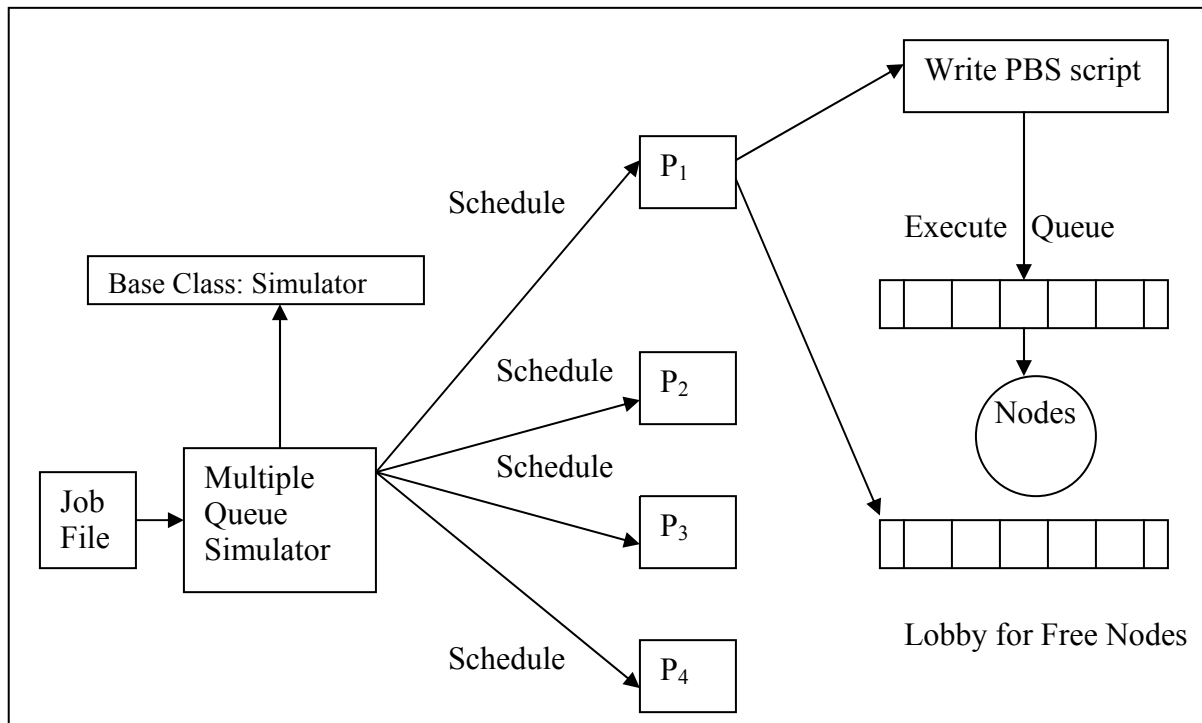 Write PBS script
P₁
Schedule
Execute Queue
Base Class: Simulator
Schedule
P₂
Nodes
Multiple
Queue
Simulator
Schedule
Job
File
P₃
Lobby for Free Nodes
Schedule
P₄